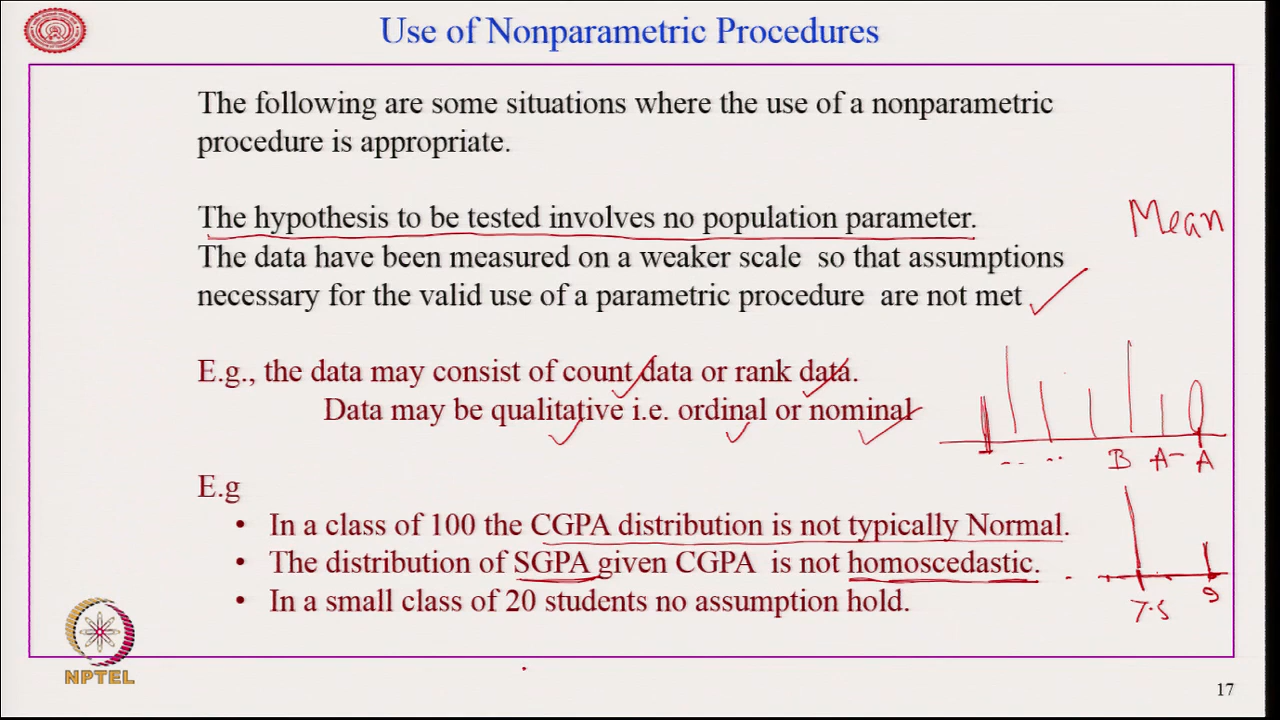 Use of Nonparametric Procedures
The following are some situations where the use of a nonparametric
procedure is appropriate.
The hypothesis to be tested involves no population parameter.
Mean
The data have been measured on a weaker scale so that assumptions
necessary for the valid use of a parametric procedure are not met
E.g., the data may consist of count data or rank data.
Data may be qualitative i.e. ordinal or nominal
B A- A
E.g
• In a class of 100 the CGPA distribution is not typically Normal.
• The distribution of SGPA given CGPA is not homoscedastic.
• In a small class of 20 students no assumption hold.
7.5 9
NPTEL
17